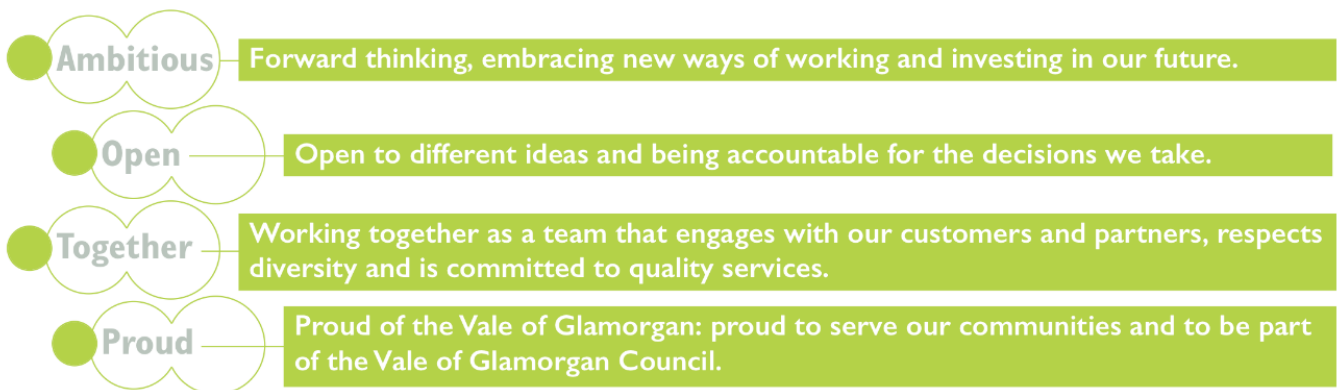 Ambitious
Forward thinking, embracing new ways of working and investing in our future.
Open
Open to different ideas and being accountable for the decisions we take.
Together
Working together as a team that engages with our customers and partners, respects
diversity and is committed to quality services.
Proud
Proud of the Vale of Glamorgan: proud to serve our communities and to be part
of the Vale of Glamorgan Council.